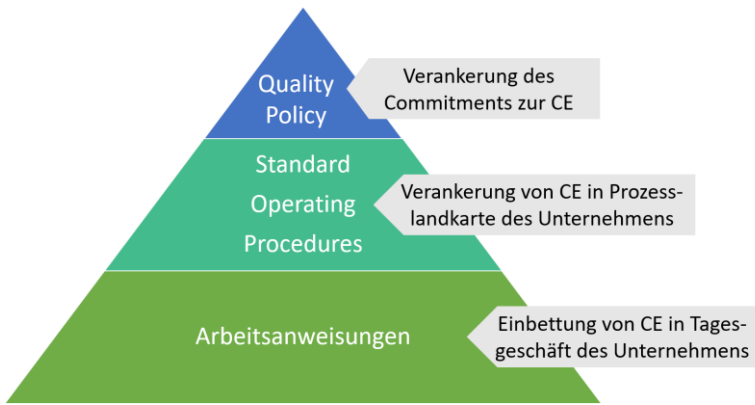 Quality
Policy
Verankerung des
Commitments zur CE
Standard
Operating
Procedures
Verankerung von CE in Prozess-
landkarte des Unternehmens
Arbeitsanweisungen
Einbettung von CE in Tages-
geschäft des Unternehmens